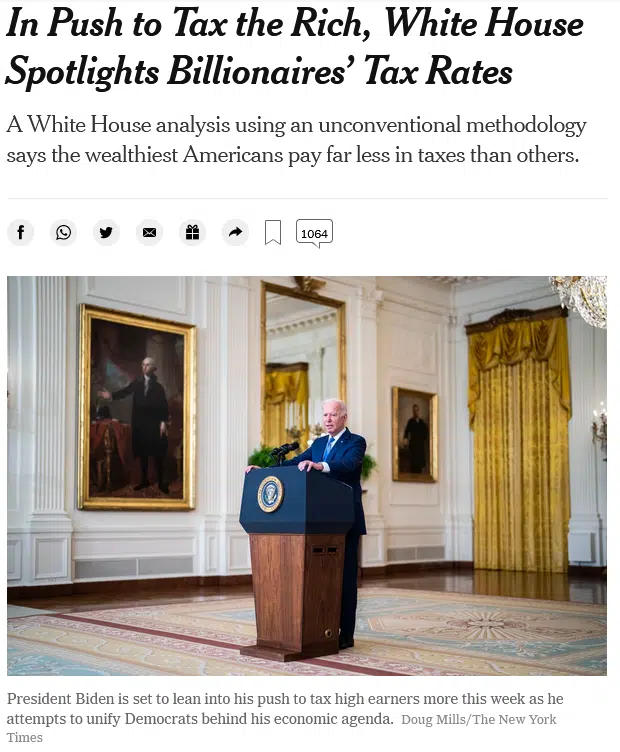 In Push to Tax the Rich, White House
Spotlights Billionaires’ Tax Rates
A White House analysis using an unconventional methodology
says the wealthiest Americans pay far less in taxes than others.
1064
President Biden is set to lean into his push to tax high earners more this week as he
attempts to unify Democrats behind his economic agenda. Doug Mills/The New York
Times